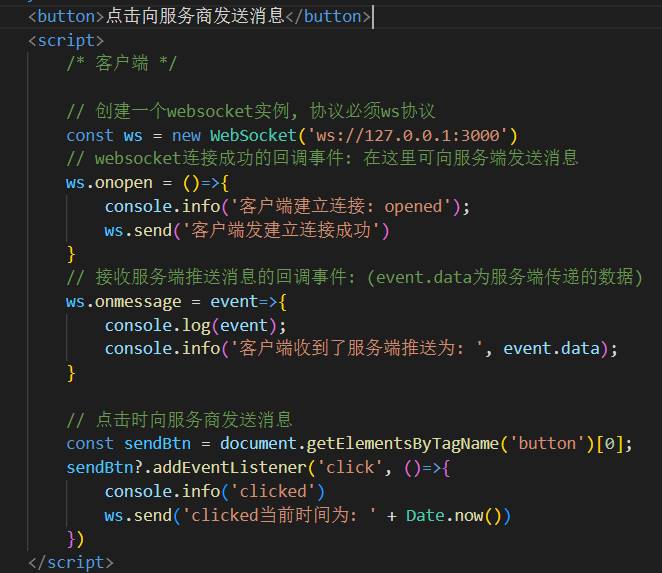 <button>点击向服务商发送消息</button>
<script>
/* 客户端 */
// 创建一个websocket实例, 协议必须ws协议
const ws = new WebSocket('ws://127.0.0.1:3000')
// websocket连接成功的回调事件: 在这里可向服务端发送消息
ws.onopen = ()=>{
console.info('客户端建立连接: opened');
ws.send('客户端发建立连接成功')
}
// 接收服务端推送消息的回调事件: (event.data为服务端传递的数据)
ws.onmessage = event=>{
console.log(event);
console.info('客户端收到了服务端推送为: ', event.data);
}
// 点击时向服务商发送消息
const sendBtn = document.getElementsByTagName('button')[0];
sendBtn?.addEventListener('click', ()=>{
console.info('clicked')
ws.send('clicked当前时间为: ' + Date.now())
})
</script>